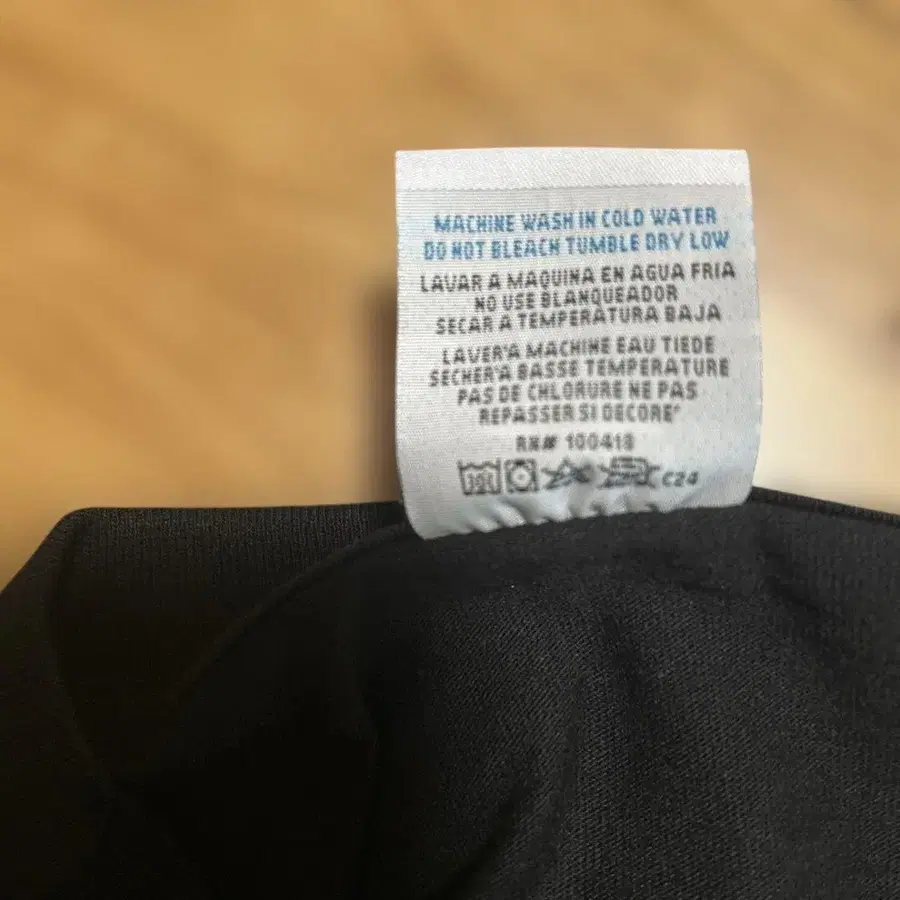 MACHINE WASH IN COLD WATER
DO NOT BLEACH TUMBLE DRY LOW
LAVAR A MAQUINA EN AGUA FRIA
NO USE BLANQUEADOR
SECAR A TEMPERATURA BAJA
LAVER'A MACHINE EAU TIEDE
SECHER'A BASSE TEMPERATURE
PAS DE CHLORURE NE PAS
REPASSER SI DECORE'
RN# 100418
C24